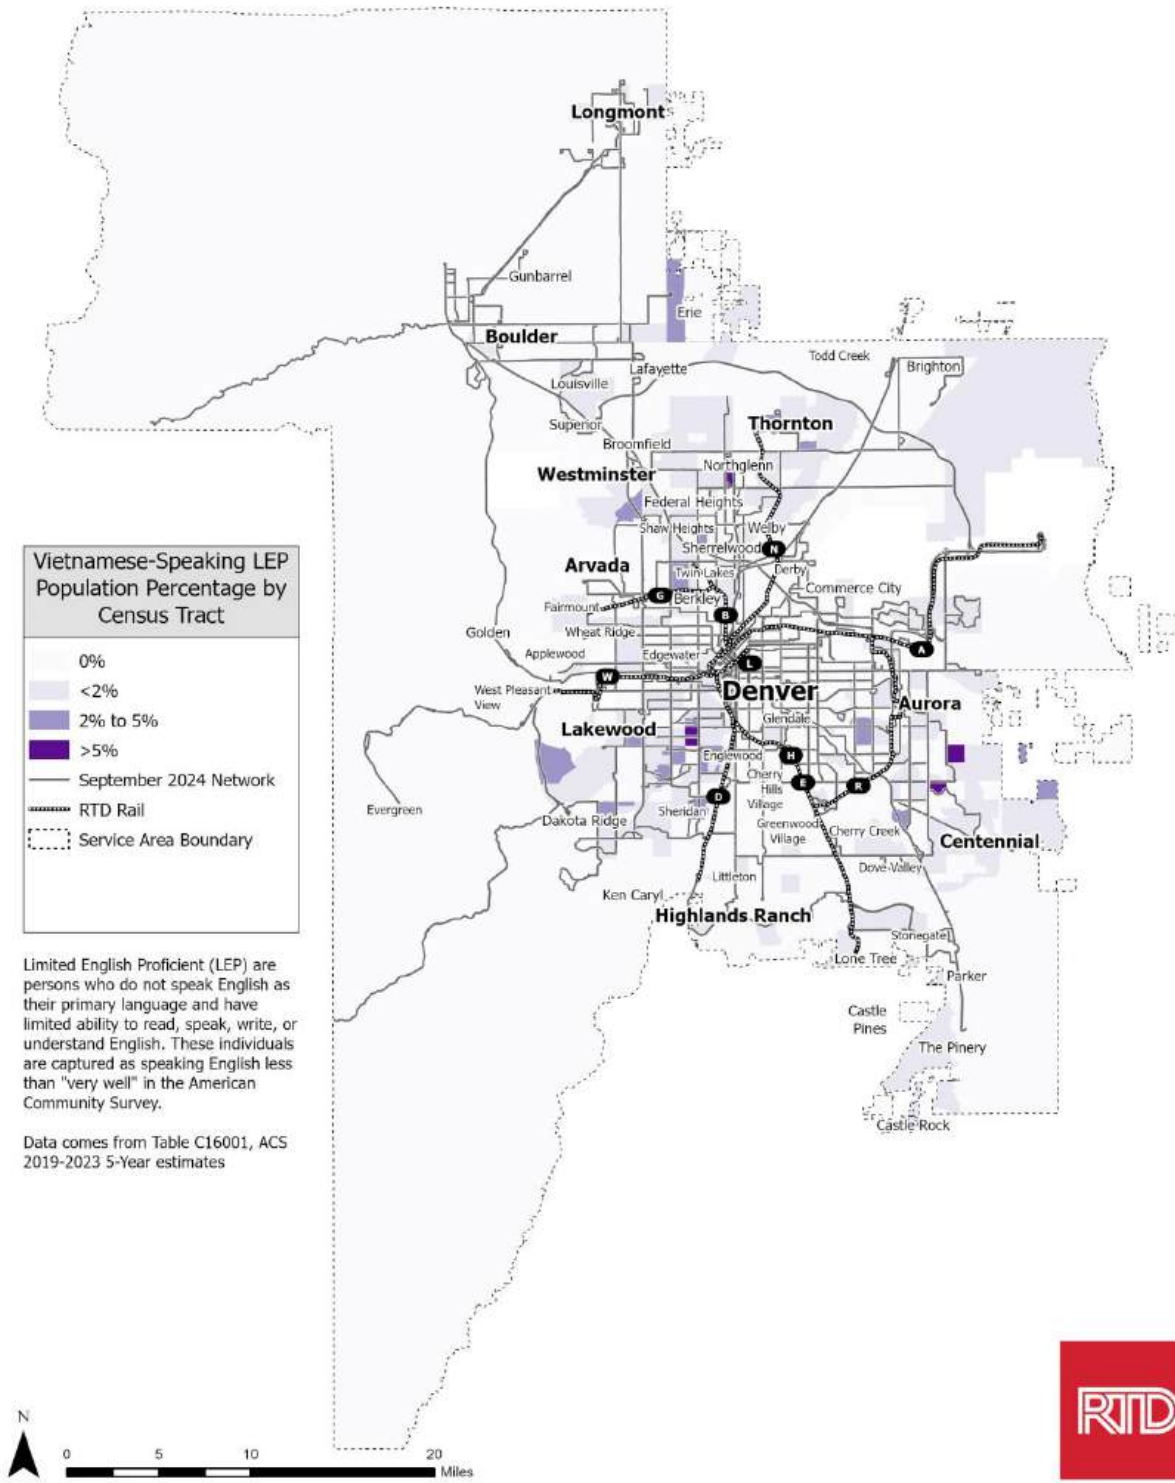 Longmont
Gunbarrel
Erie
Boulder
Todd Creek
Brighton
Lafayette
Louisville
Superior
Thornton
Broomfield
Westminster
Northglenn
Federal Heights
Shaw Heights
Welby
Sherrelwood
N
Arvada
Twin Lakes
Derby
Commerce City
G
Berkley
Fairmount
B
Golden
Wheat Ridge
Applewood
Edgewater
A
L
W
West Pleasant
View
Denver
Aurora
Lakewood
Glendale
Englewood
H
Cherry
Hills
Village
E
R
D
Evergreen
Dakota Ridge
Sheridan
Greenwood
Village
Cherry Creek
Centennial
Dove Valley
Littleton
Ken Caryl
Highlands Ranch
Stonegate
Lone Tree
Parker
Castle
Pines
The Pinery
Castle Rock
Vietnamese-Speaking LEP
Population Percentage by
Census Tract
0%
<2%
2% to 5%
>5%
September 2024 Network
RTD Rail
Service Area Boundary
Limited English Proficient (LEP) are
persons who do not speak English as
their primary language and have
limited ability to read, speak, write, or
understand English. These individuals
are captured as speaking English less
than "very well" in the American
Community Survey.
Data comes from Table C16001, ACS
2019-2023 5-Year estimates
N
0 5 10 20
Miles
RTD